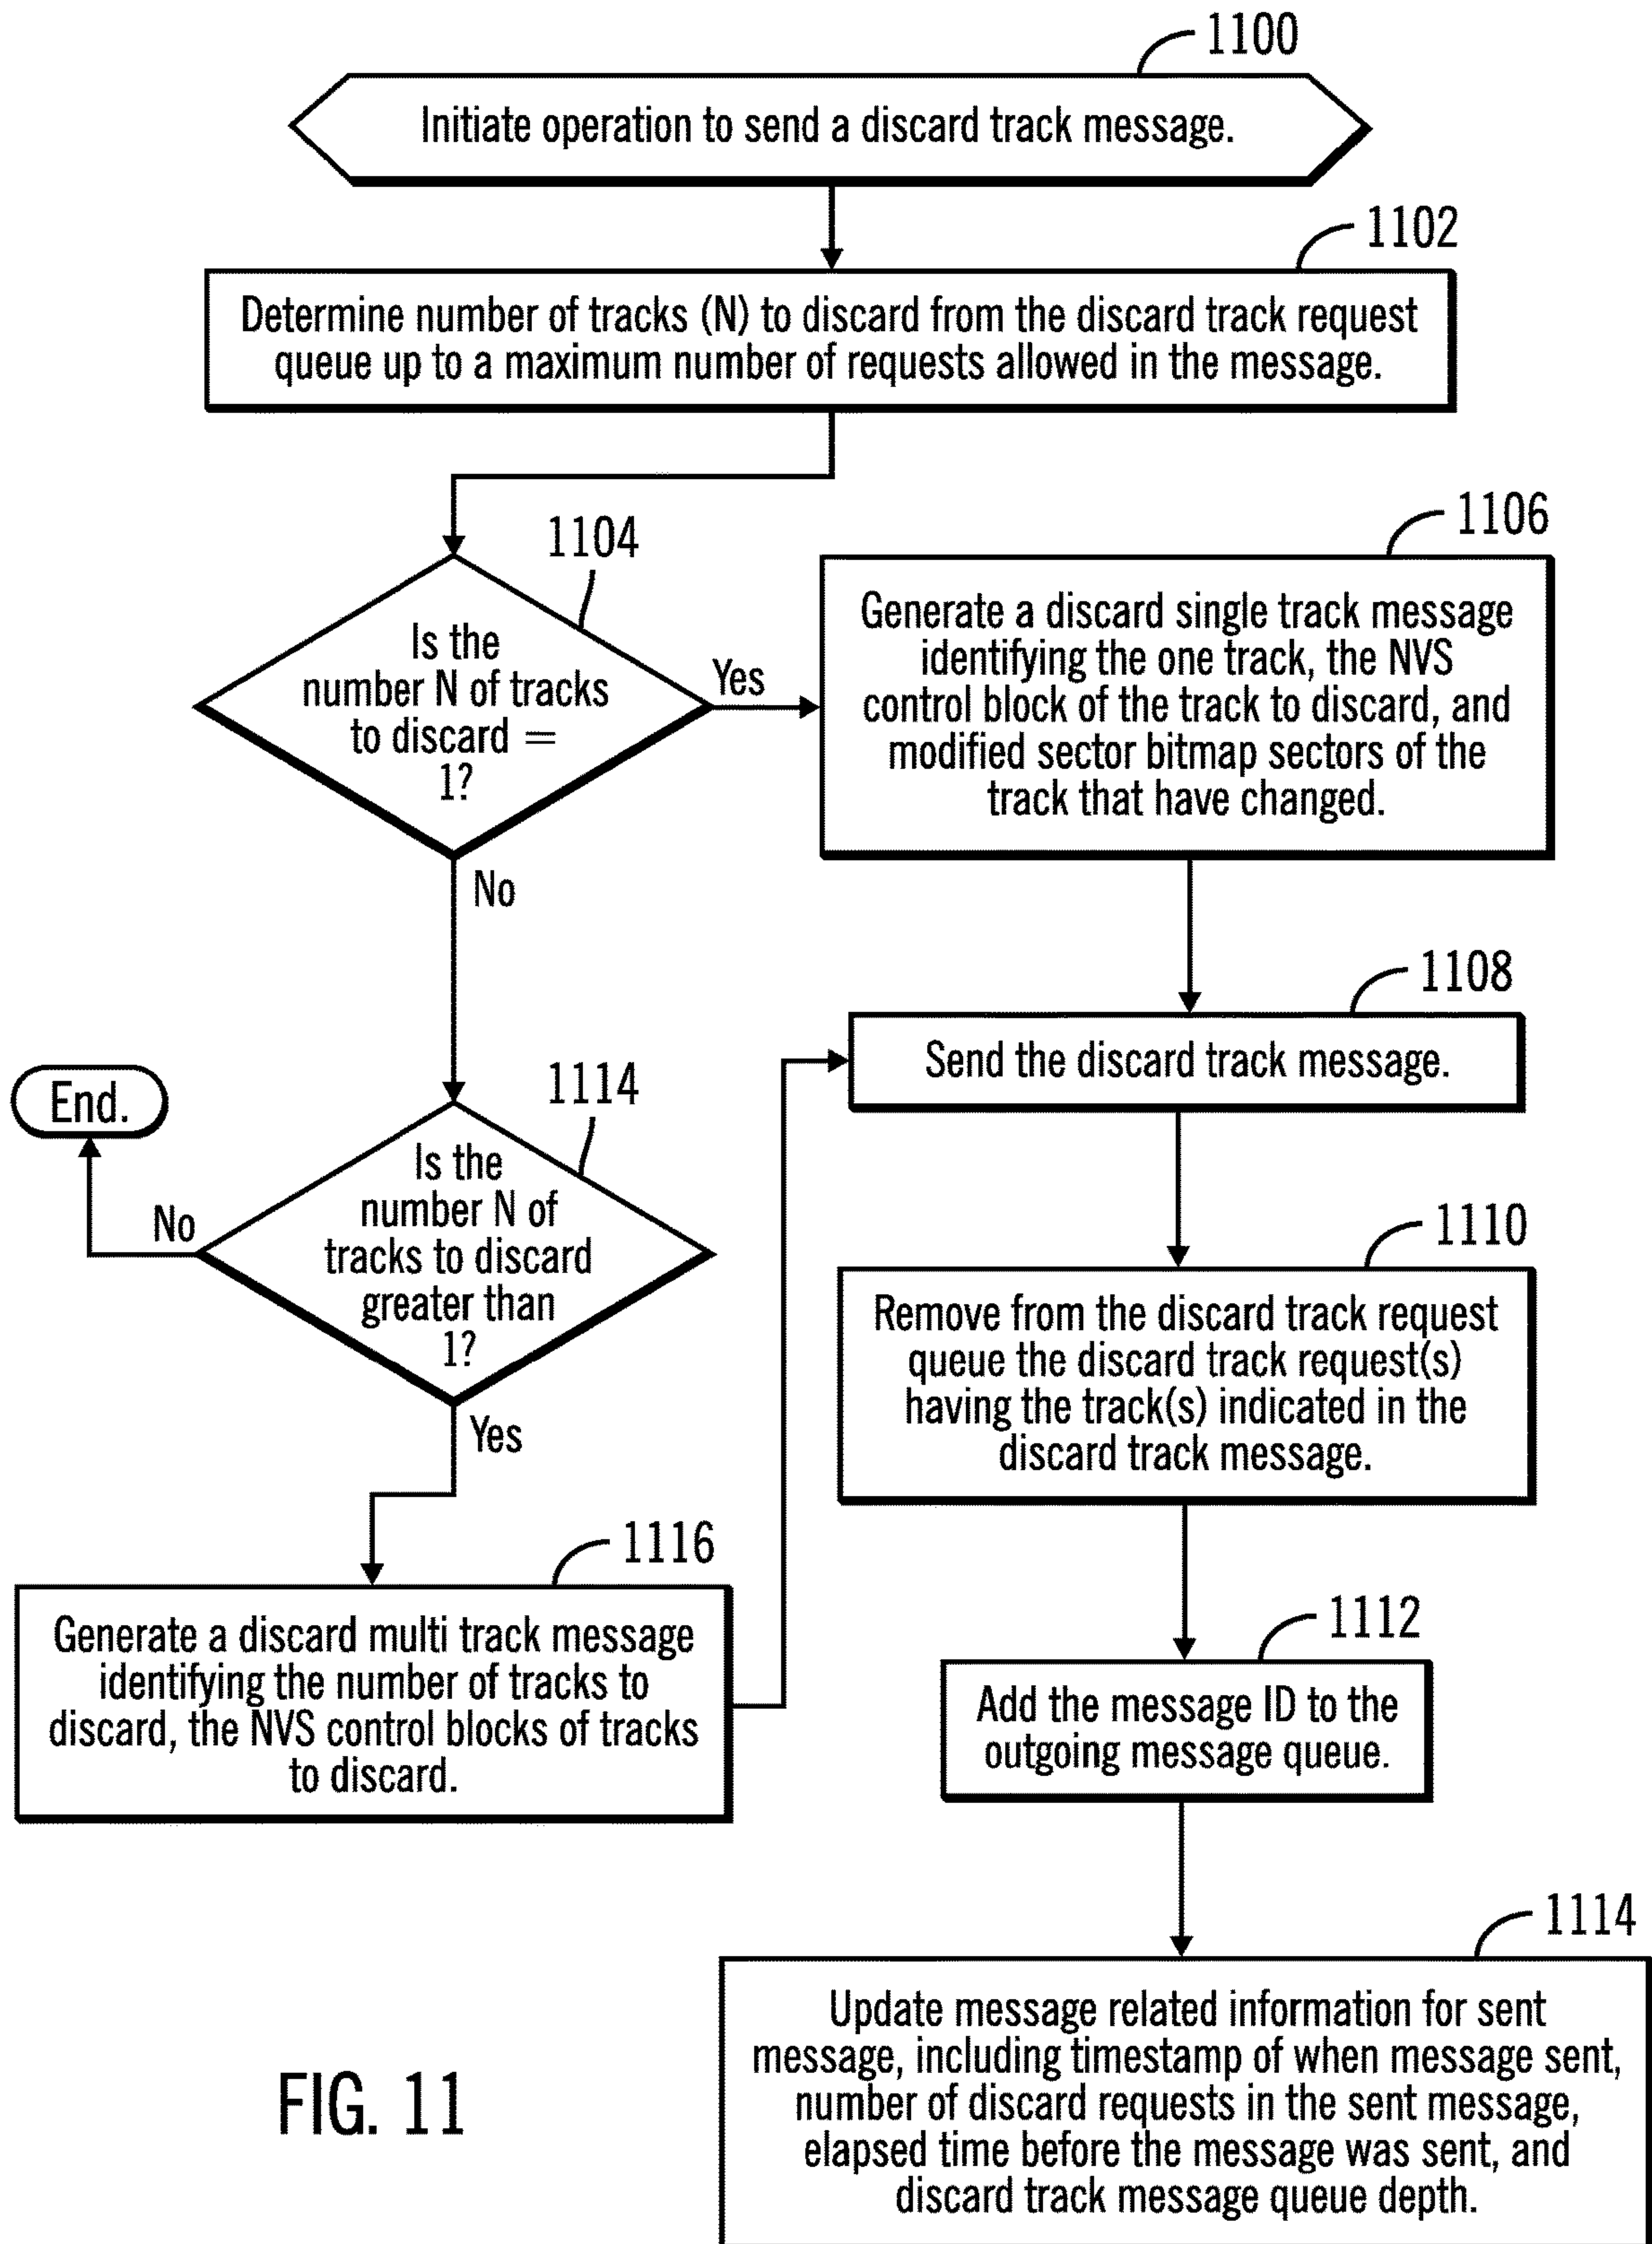 1100
Initiate operation to send a discard track message.
1102
Determine number of tracks (N) to discard from the discard track request
queue up to a maximum number of requests allowed in the message.
1104
Is the
number N of tracks
to discard =
1?
Yes
No
1106
Generate a discard single track message
identifying the one track, the NVS
control block of the track to discard, and
modified sector bitmap sectors of the
track that have changed.
1108
Send the discard track message.
End.
1114
Is the
number N of
tracks to discard
greater than
1?
No
Yes
1110
Remove from the discard track request
queue the discard track request(s)
having the track(s) indicated in the
discard track message.
1116
Generate a discard multi track message
identifying the number of tracks to
discard, the NVS control blocks of tracks
to discard.
1112
Add the message ID to the
outgoing message queue.
1114
Update message related information for sent
message, including timestamp of when message sent,
number of discard requests in the sent message,
elapsed time before the message was sent, and
discard track message queue depth.
FIG. 11